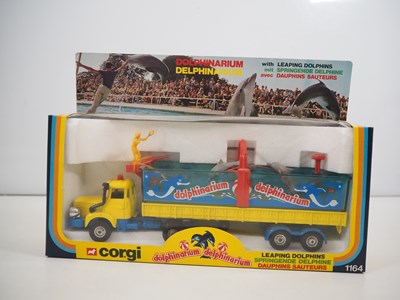 DOLPHINARIUM
DELPHINARIUM
with LEAPING DOLPHINS
mit SPRINGENDE DELPHINE
avec DAUPHINS SAUTEURS
dolphinarium dolphinarium
corgi
dolphinarium delphinarium
LEAPING DOLPHINS
SPRINGENDE DELPHINE
DAUPHINS SAUTEURS
1164